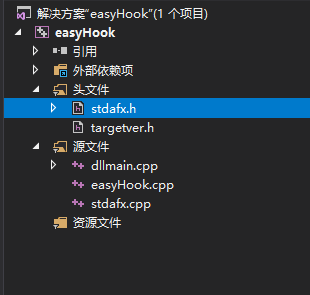 解决方案"easyHook"(1 个项目)
easyHook
引用
外部依赖项
头文件
stdafx.h
targetver.h
源文件
dllmain.cpp
easyHook.cpp
stdafx.cpp
资源文件